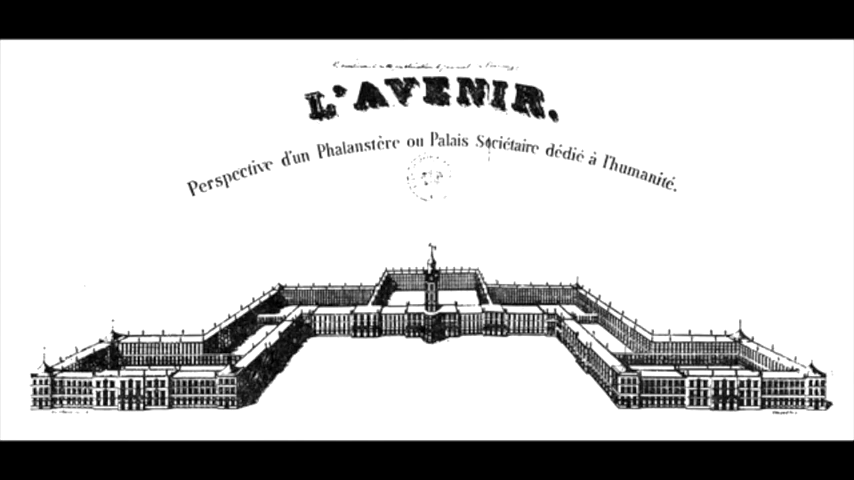 L'AVENIR.
Perspective d'un Phalanstère ou Palais Sociétaire dédié à l'humanité.